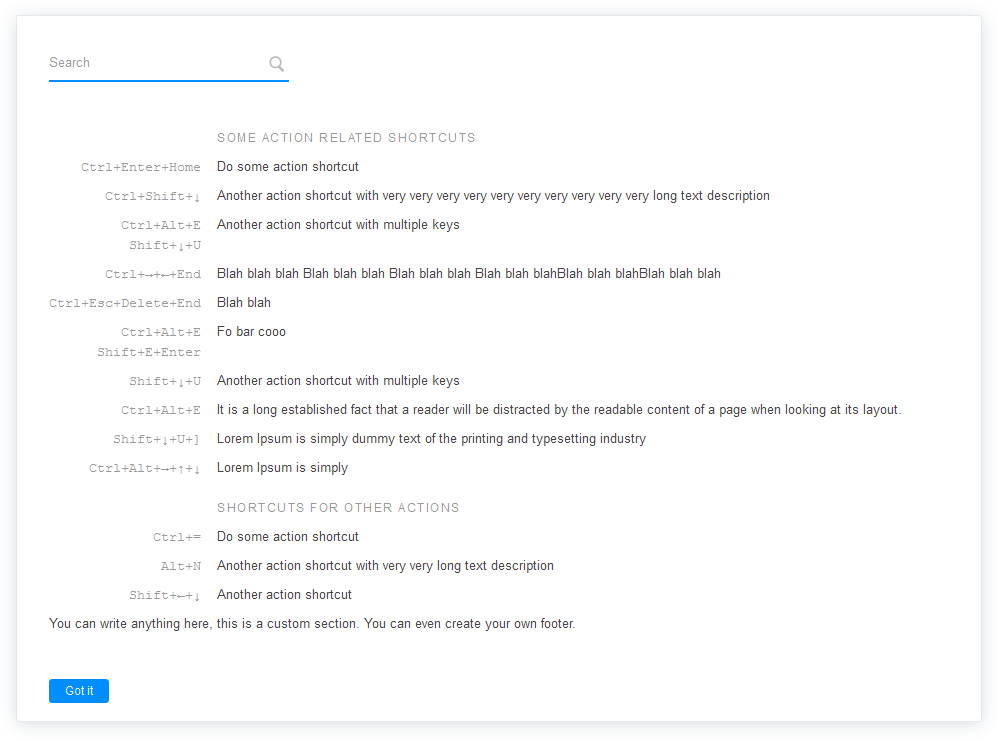 Search
SOME ACTION RELATED SHORTCUTS
Ctrl+Enter+Home Do some action shortcut
Ctrl+Shift+↓ Another action shortcut with very very very very very very very very very very long text description
Ctrl+Alt+E Another action shortcut with multiple keys
Shift+↓+U
Ctrl+→+←+End Blah blah blah Blah blah blah Blah blah blah Blah blah blahBlah blah blahBlah blah blah
Ctrl+Esc+Delete+End Blah blah
Ctrl+Alt+E Fo bar cooo
Shift+E+Enter
Shift+↓+U Another action shortcut with multiple keys
Ctrl+Alt+E It is a long established fact that a reader will be distracted by the readable content of a page when looking at its layout.
Shift+↓+U+] Lorem Ipsum is simply dummy text of the printing and typesetting industry
Ctrl+Alt+→+↑+↓ Lorem Ipsum is simply
SHORTCUTS FOR OTHER ACTIONS
Ctrl+= Do some action shortcut
Alt+N Another action shortcut with very very long text description
Shift+←+↓ Another action shortcut
You can write anything here, this is a custom section. You can even create your own footer.
Got it